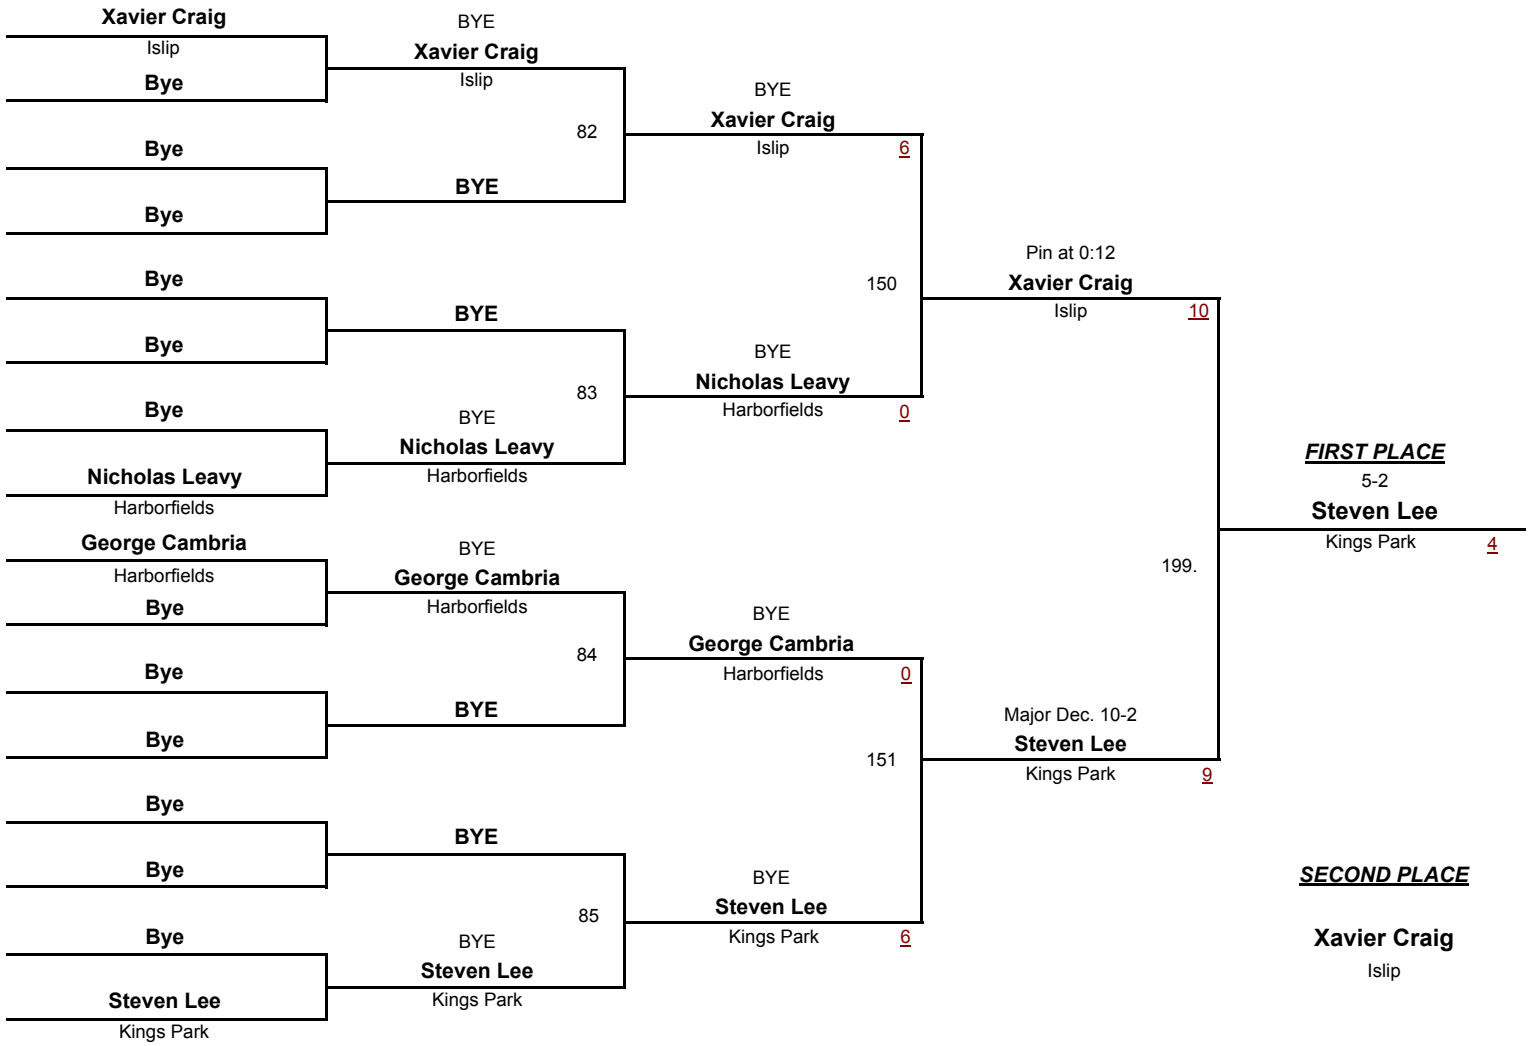 Xavier Craig
Islip
Bye
Bye
Bye
Bye
Bye
Bye
Nicholas Leavy
Harborfields
George Cambria
Harborfields
Bye
Bye
Bye
Bye
Bye
Bye
Steven Lee
Kings Park
BYE
Xavier Craig
Islip
82
BYE
BYE
83
BYE
Nicholas Leavy
Harborfields
BYE
George Cambria
Harborfields
84
BYE
BYE
85
BYE
Steven Lee
Kings Park
BYE
Xavier Craig
Islip 6
150
BYE
Nicholas Leavy
Harborfields 0
BYE
George Cambria
Harborfields 0
151
BYE
Steven Lee
Kings Park 6
Pin at 0:12
Xavier Craig
Islip 10
199.
Major Dec. 10-2
Steven Lee
Kings Park 9
FIRST PLACE
5-2
Steven Lee
Kings Park 4
SECOND PLACE
Xavier Craig
Islip